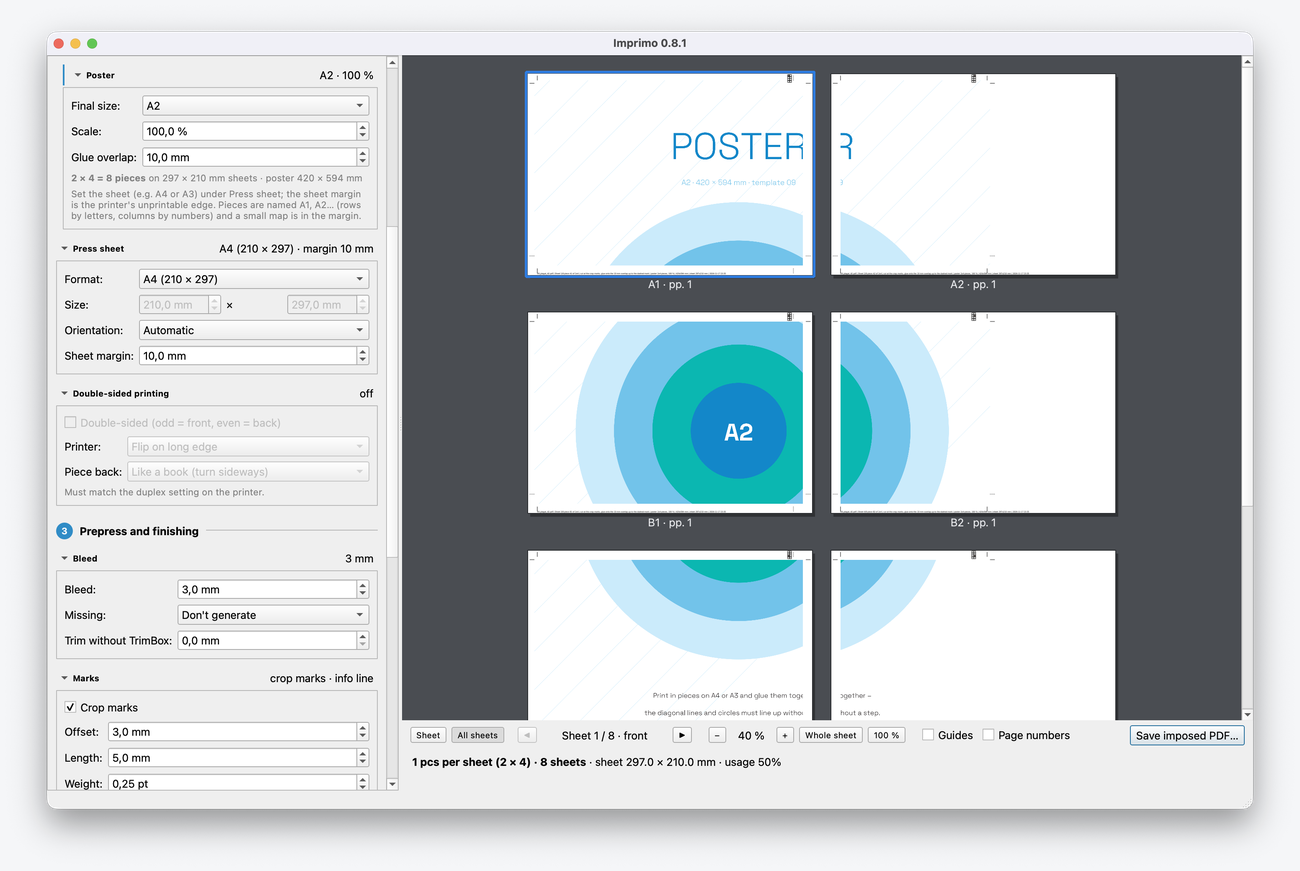 Imprimo 0.8.1
Poster A2 · 100 %
Final size: A2
Scale: 100,0 %
Glue overlap: 10,0 mm
2 × 4 = 8 pieces on 297 × 210 mm sheets · poster 420 × 594 mm
Set the sheet (e.g. A4 or A3) under Press sheet; the sheet margin
is the printer's unprintable edge. Pieces are named A1, A2... (rows
by letters, columns by numbers) and a small map is in the margin.
Press sheet A4 (210 × 297) · margin 10 mm
Format: A4 (210 × 297)
Size: 210,0 mm × 297,0 mm
Orientation: Automatic
Sheet margin: 10,0 mm
Double-sided printing off
Double-sided (odd = front, even = back)
Printer: Flip on long edge
Piece back: Like a book (turn sideways)
Must match the duplex setting on the printer.
3 Prepress and finishing
Bleed 3 mm
Bleed: 3,0 mm
Missing: Don't generate
Trim without TrimBox: 0,0 mm
Marks crop marks · info line
Crop marks
Offset: 3,0 mm
Length: 5,0 mm
Weight: 0,25 pt
POSTER R
A2 · 420 × 594 mm · template 09 9
A1 · pp. 1 A2 · pp. 1
A2
B1 · pp. 1 B2 · pp. 1
Print in pieces on A4 or A3 and glue them toge ogether –
the diagonal lines and circles must line up withou hout a step.
Sheet All sheets Sheet 1 / 8 · front − 40 % + Whole sheet 100 % Guides Page numbers Save imposed PDF...
1 pcs per sheet (2 × 4) · 8 sheets · sheet 297.0 × 210.0 mm · usage 50%